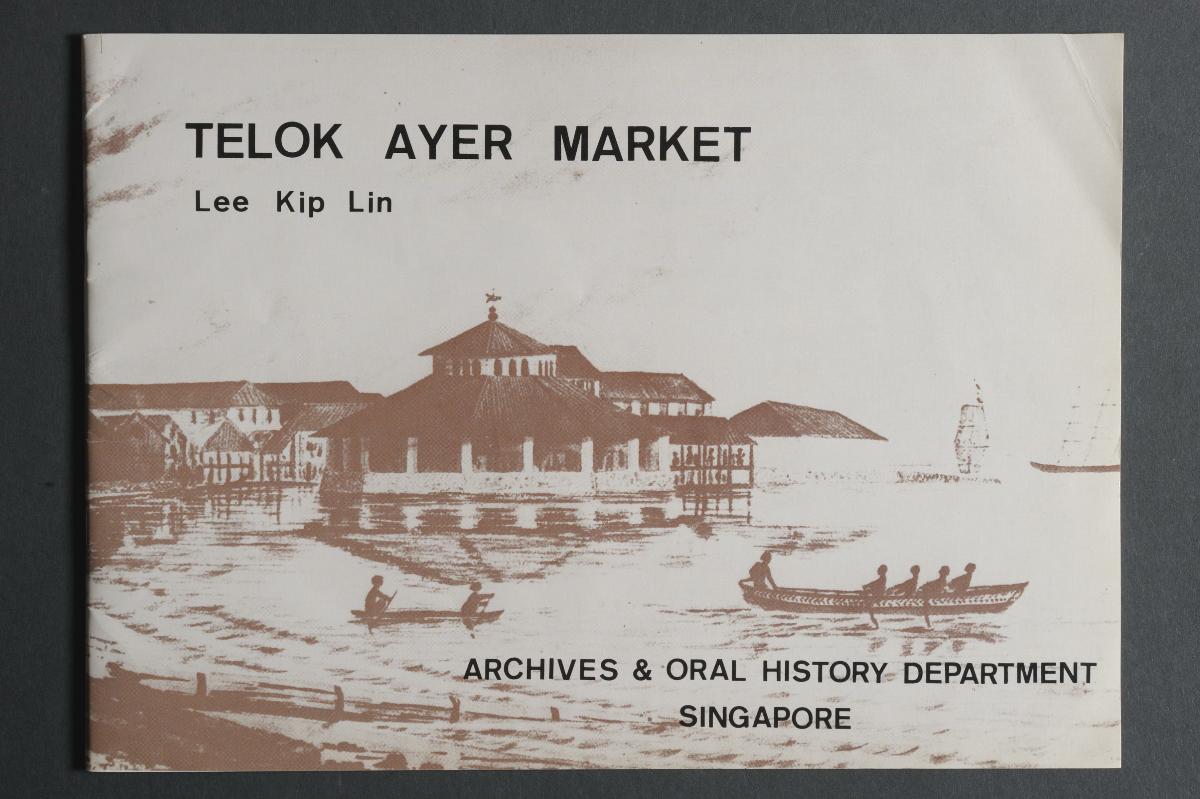 TELOK AYER MARKET
Lee Kip Lin
ARCHIVES & ORAL HISTORY DEPARTMENT
SINGAPORE